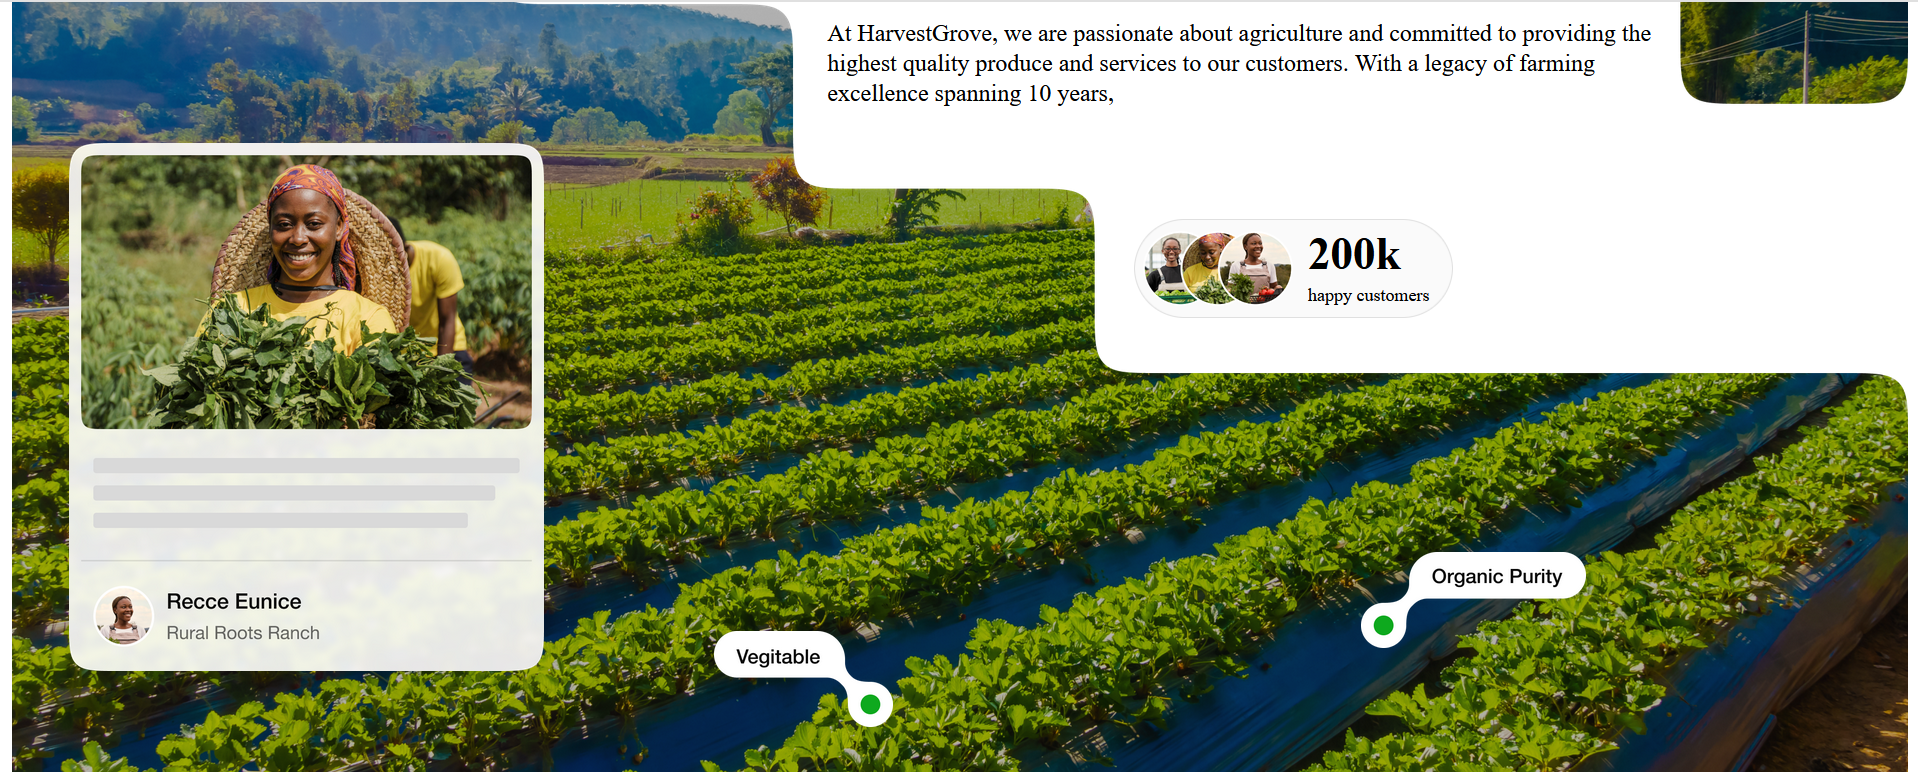 At HarvestGrove, we are passionate about agriculture and committed to providing the
highest quality produce and services to our customers. With a legacy of farming
excellence spanning 10 years,
200k
happy customers
Organic Purity
Recce Eunice
Rural Roots Ranch
Vegitable